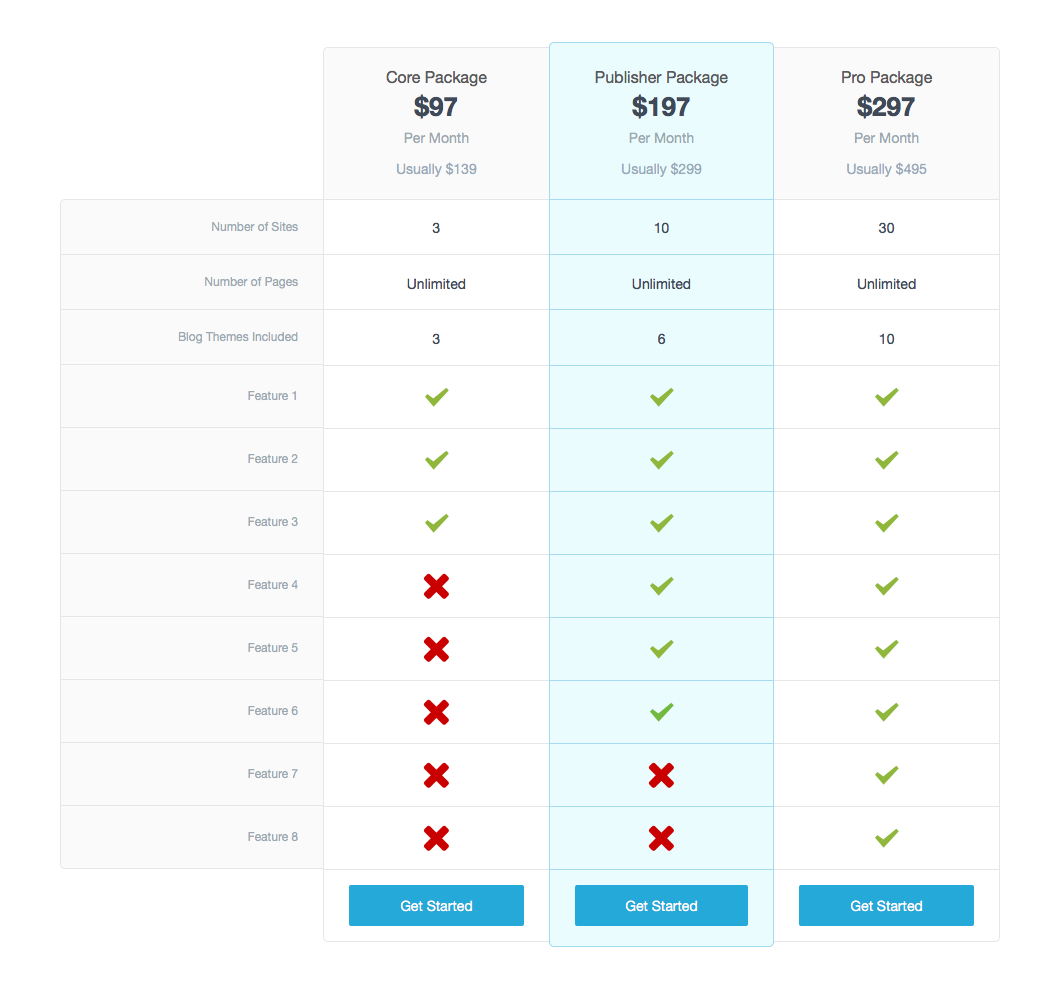 Core Package
$97
Per Month
Usually $139
Publisher Package
$197
Per Month
Usually $299
Pro Package
$297
Per Month
Usually $495
Number of Sites 3 10 30
Number of Pages Unlimited Unlimited Unlimited
Blog Themes Included 3 6 10
Feature 1
Feature 2
Feature 3
Feature 4
Feature 5
Feature 6
Feature 7
Feature 8
Get Started Get Started Get Started